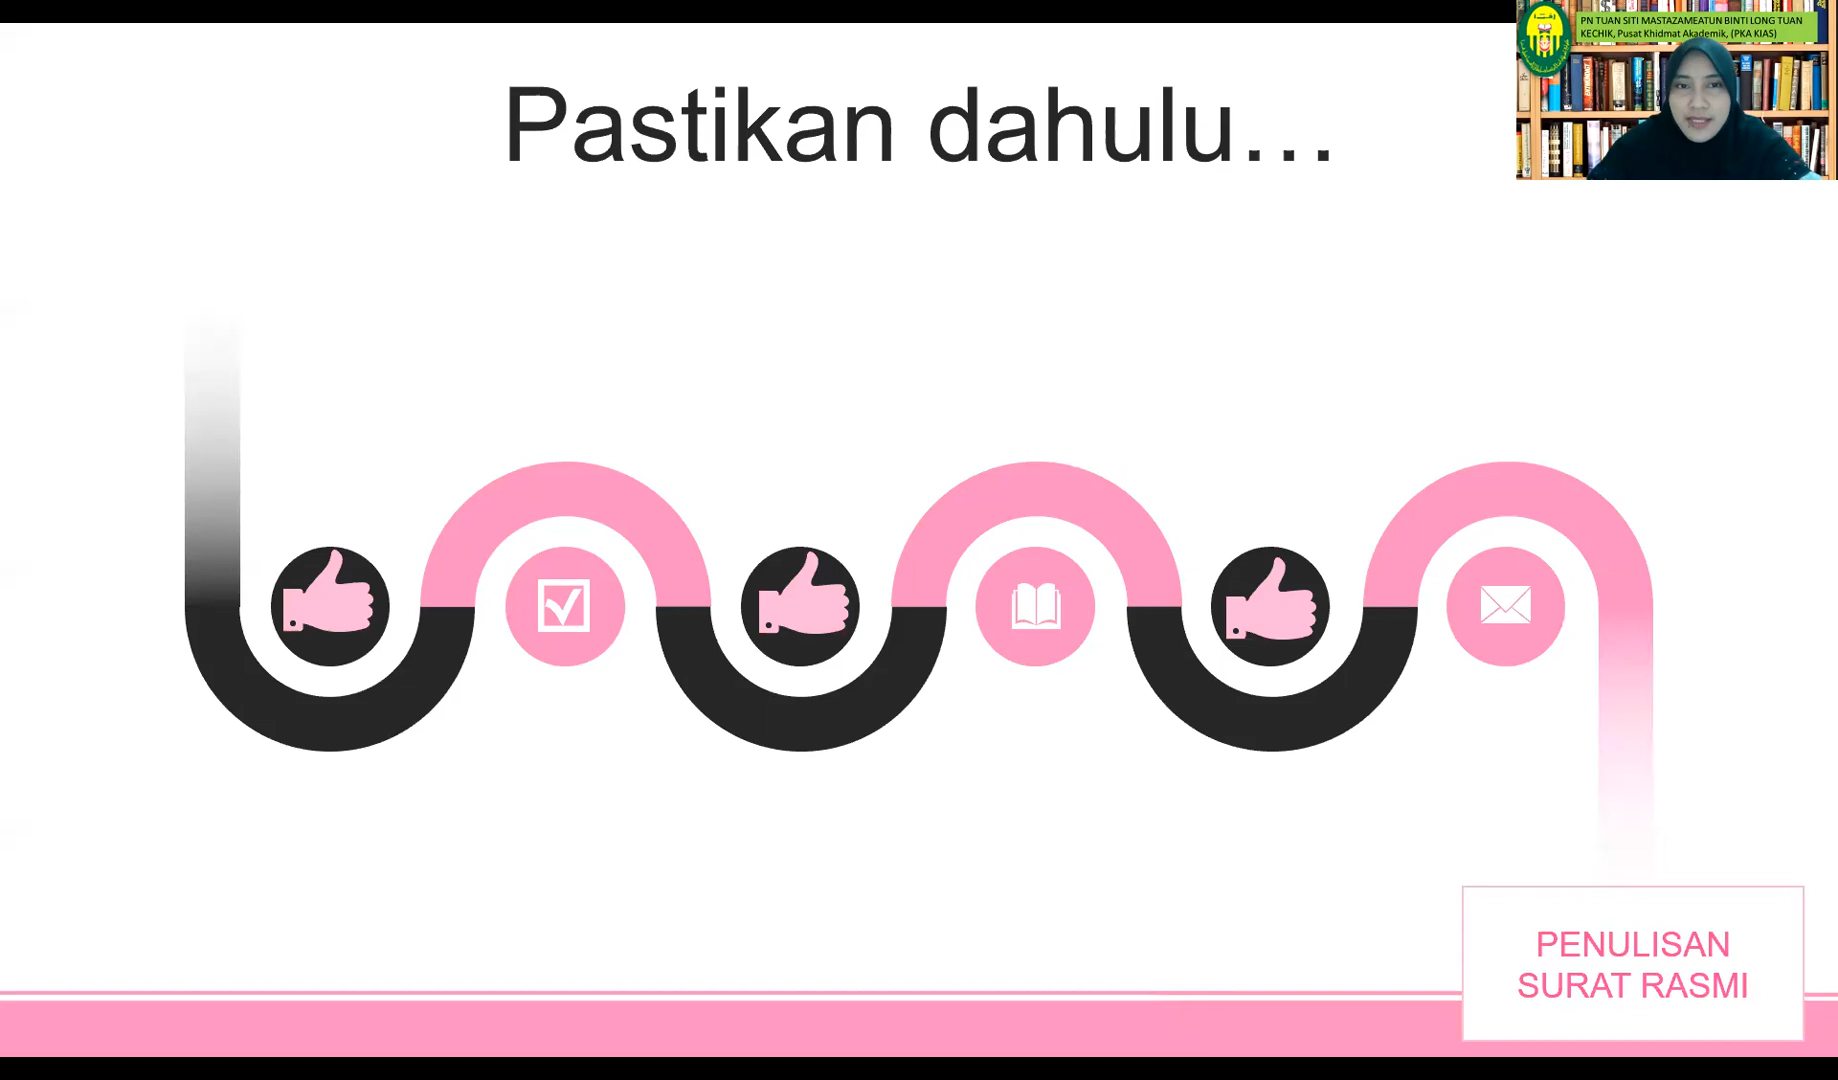 PN TUAN SITI MASTAZAMEATUN BINTI LONG TUAN
KECHIK, Pusat Khidmat Akademik, (PKA KIAS)
Pastikan dahulu...
PENULISAN
SURAT RASMI